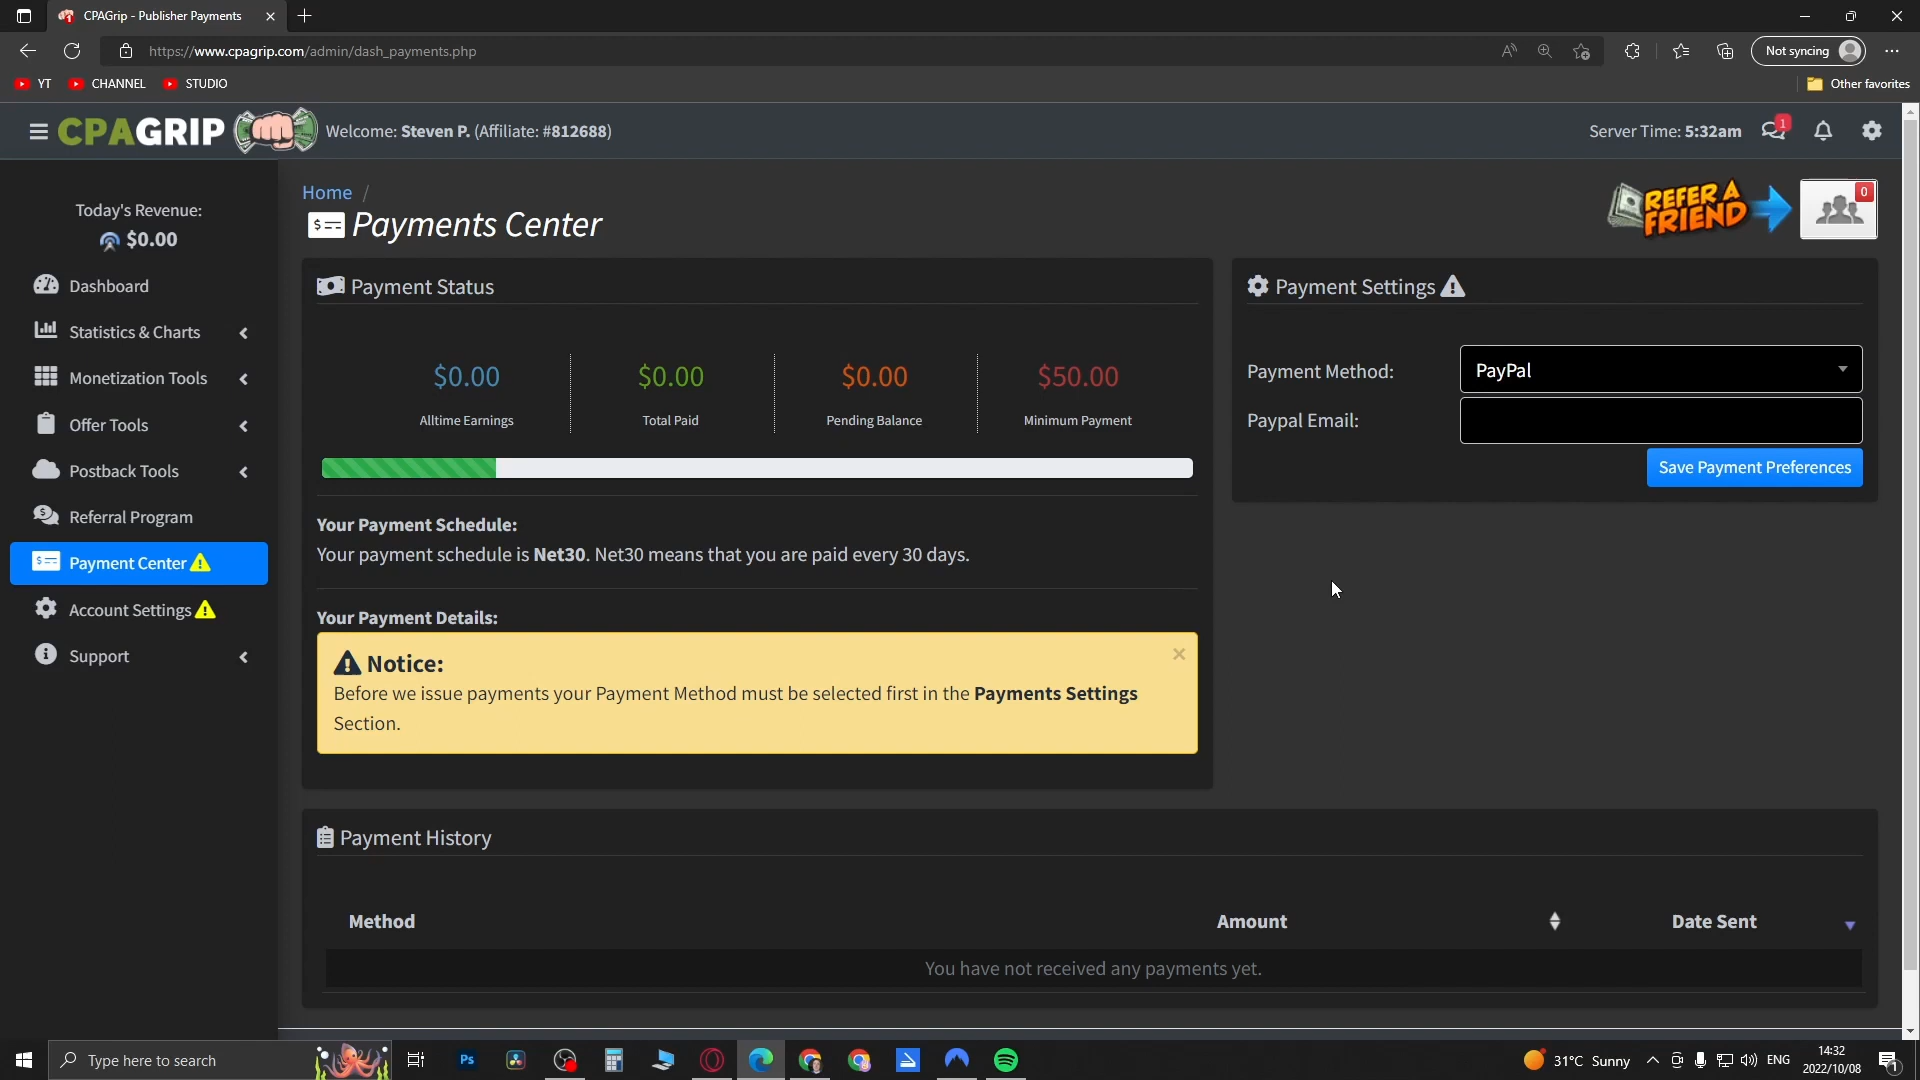 CPAGrip - Publisher Payments
https://www.cpagrip.com/admin/dash_payments.php
Not syncing
YT
CHANNEL
STUDIO
Other favorites
CPAGRIP
Welcome: Steven P. (Affiliate: #812688)
Server Time: 5:32am
1
Today's Revenue:
$0.00
Dashboard
Statistics & Charts
Monetization Tools
Offer Tools
Postback Tools
Referral Program
Payment Center
Account Settings
Support
Home /
Payments Center
REFER A
FRIEND
0
Payment Status
$0.00
Alltime Earnings
$0.00
Total Paid
$0.00
Pending Balance
$50.00
Minimum Payment
Your Payment Schedule:
Your payment schedule is Net30. Net30 means that you are paid every 30 days.
Your Payment Details:
Notice:
Before we issue payments your Payment Method must be selected first in the Payments Settings
Section.
Payment Settings
Payment Method:
PayPal
Paypal Email:
Save Payment Preferences
Payment History
Method
Amount
Date Sent
You have not received any payments yet.
Type here to search
Ps
31°C Sunny
ENG
14:32
2022/10/08
1